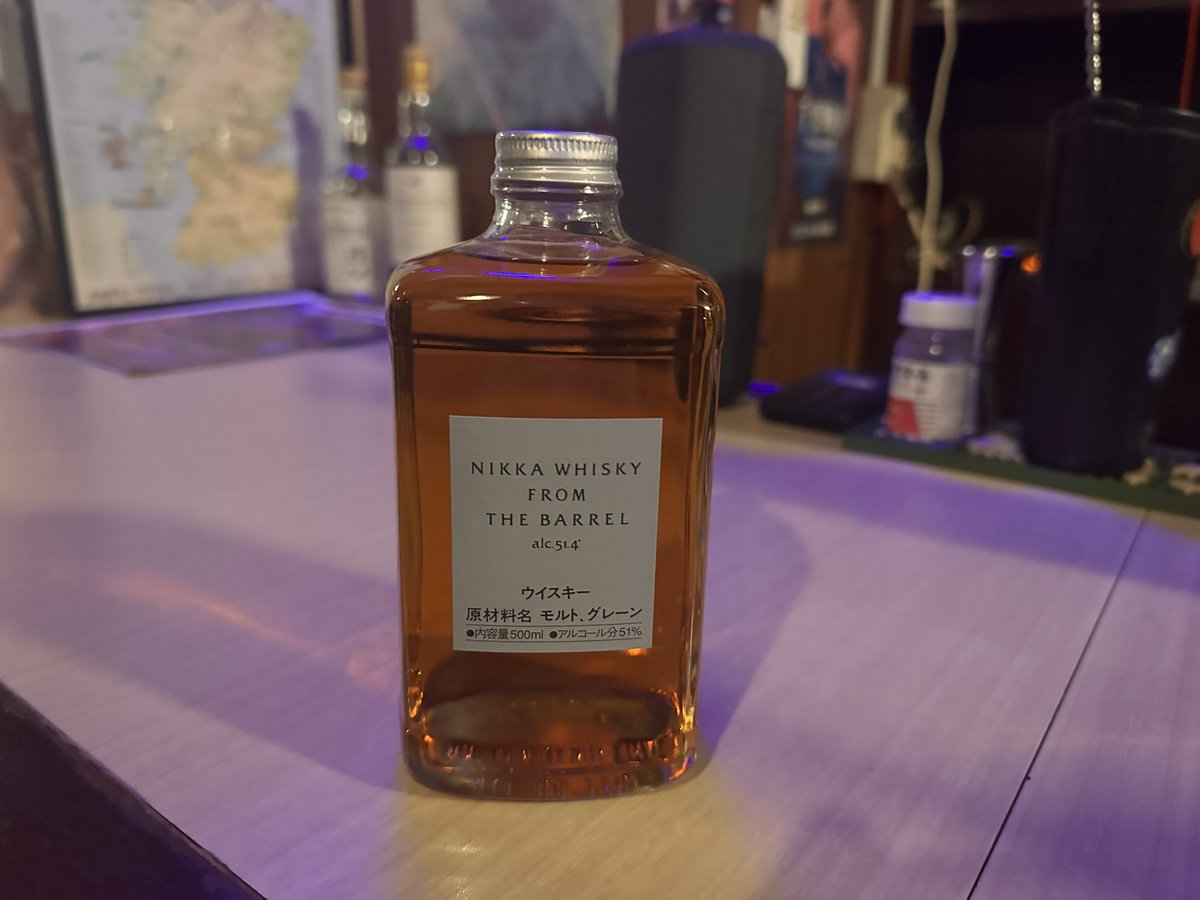 NIKKA WHISKY
FROM
THE BARREL
alc.51.4°
ウイスキー
原材料名 モルト、グレーン
●内容量500ml ●アルコール分51%